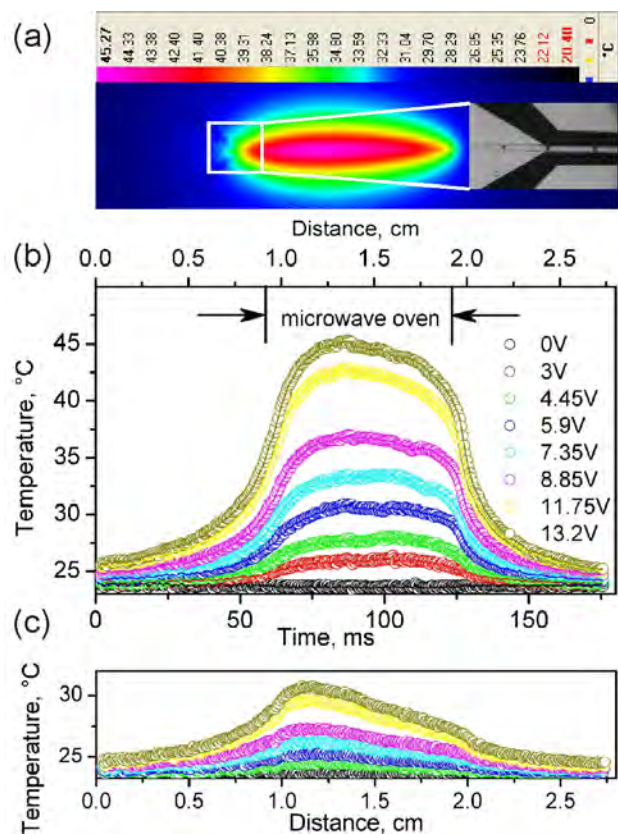 (a)
45.27 44.33 43.38 42.40 41.40 40.38 39.31 38.24 37.13 35.98 34.80 33.59 32.33 31.04 29.70 28.29 26.85 25.35 23.76 22.12 20.40 0 °C
Distance, cm
(b)
0.0 0.5 1.0 1.5 2.0 2.5
microwave oven
45
40
35
30
25
Temperature, °C
0V
3V
4.45V
5.9V
7.35V
8.85V
11.75V
13.2V
0 50 100 150
Time, ms
(c)
30
25
Temperature, °C
0.0 0.5 1.0 1.5 2.0 2.5
Distance, cm